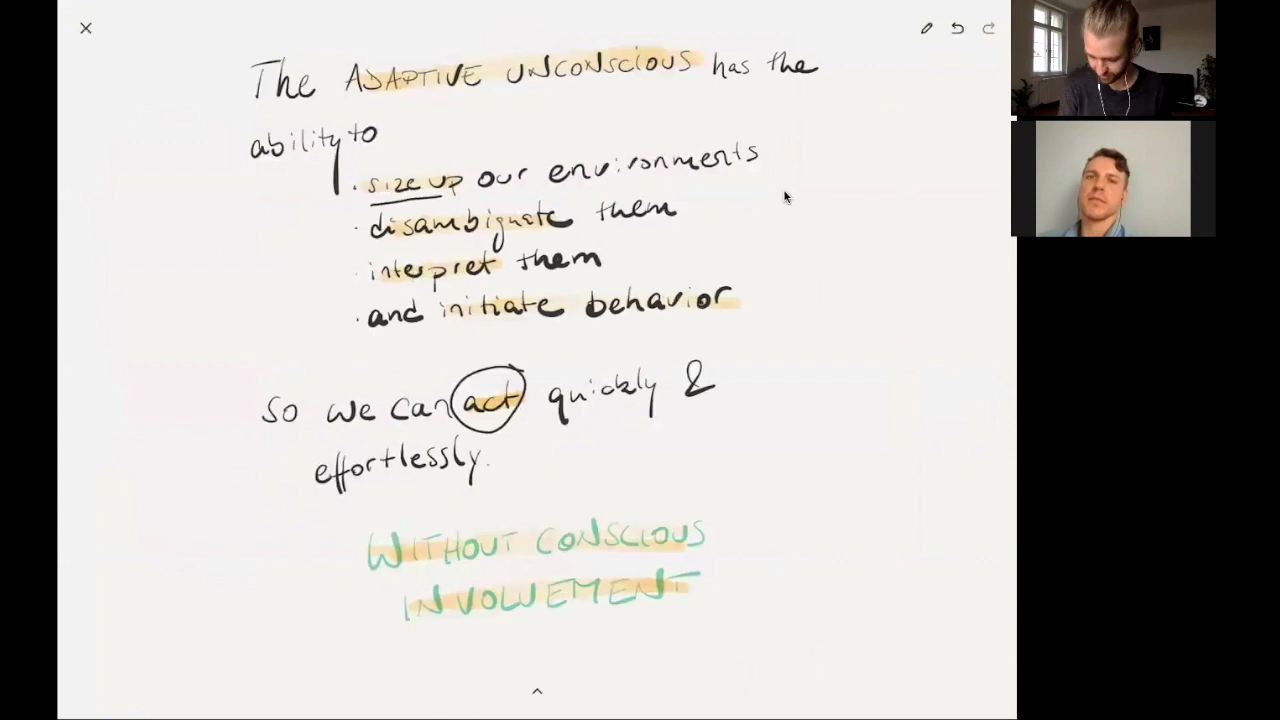 The ADAPTIVE UNCONSCIOUS has the
ability to
· size up our environments
· disambiguate them
· interpret them
· and initiate behavior
So we can act quickly &
effortlessly.
WITHOUT CONSCIOUS
INVOLVEMENT